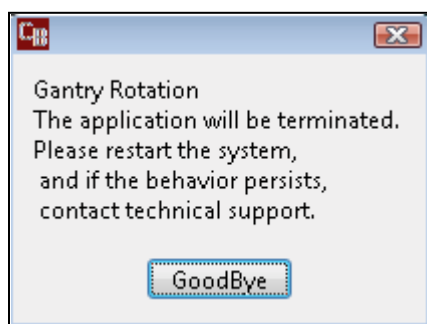 Gantry Rotation
The application will be terminated.
Please restart the system,
and if the behavior persists,
contact technical support.
GoodBye